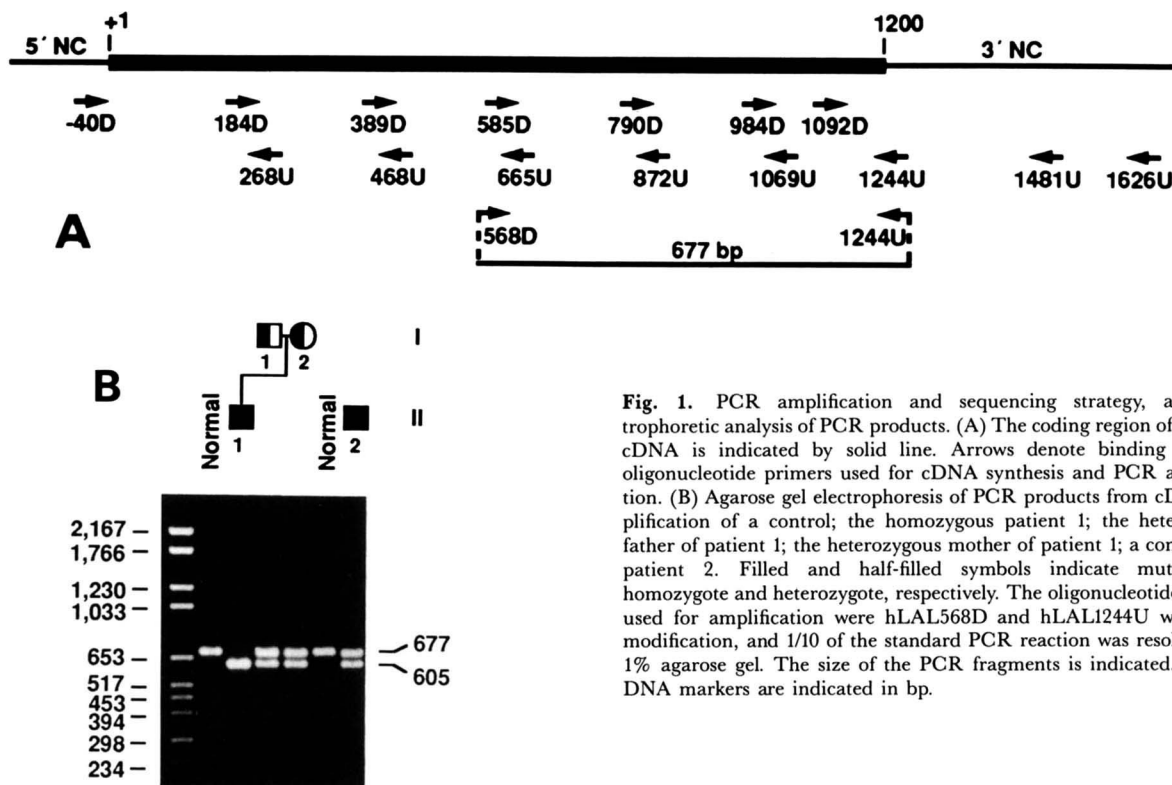 +1 1200
5´ NC 3´ NC
-40D 184D 389D 585D 790D 984D 1092D
268U 468U 665U 872U 1069U 1244U 1481U 1626U
A
568D 1244U
677 bp
B
I
1 2
Normal Normal
II
1 2
2,167
1,766
1,230
1,033
653
517
453
394
298
234
677
605
Fig. 1. PCR amplification and sequencing strategy, a
trophoretic analysis of PCR products. (A) The coding region of
cDNA is indicated by solid line. Arrows denote binding
oligonucleotide primers used for cDNA synthesis and PCR a
tion. (B) Agarose gel electrophoresis of PCR products from cD
plification of a control; the homozygous patient 1; the hete
father of patient 1; the heterozygous mother of patient 1; a con
patient 2. Filled and half-filled symbols indicate mut
homozygote and heterozygote, respectively. The oligonucleotide
used for amplification were hLAL568D and hLAL1244U w
modification, and 1/10 of the standard PCR reaction was resol
1% agarose gel. The size of the PCR fragments is indicated.
DNA markers are indicated in bp.